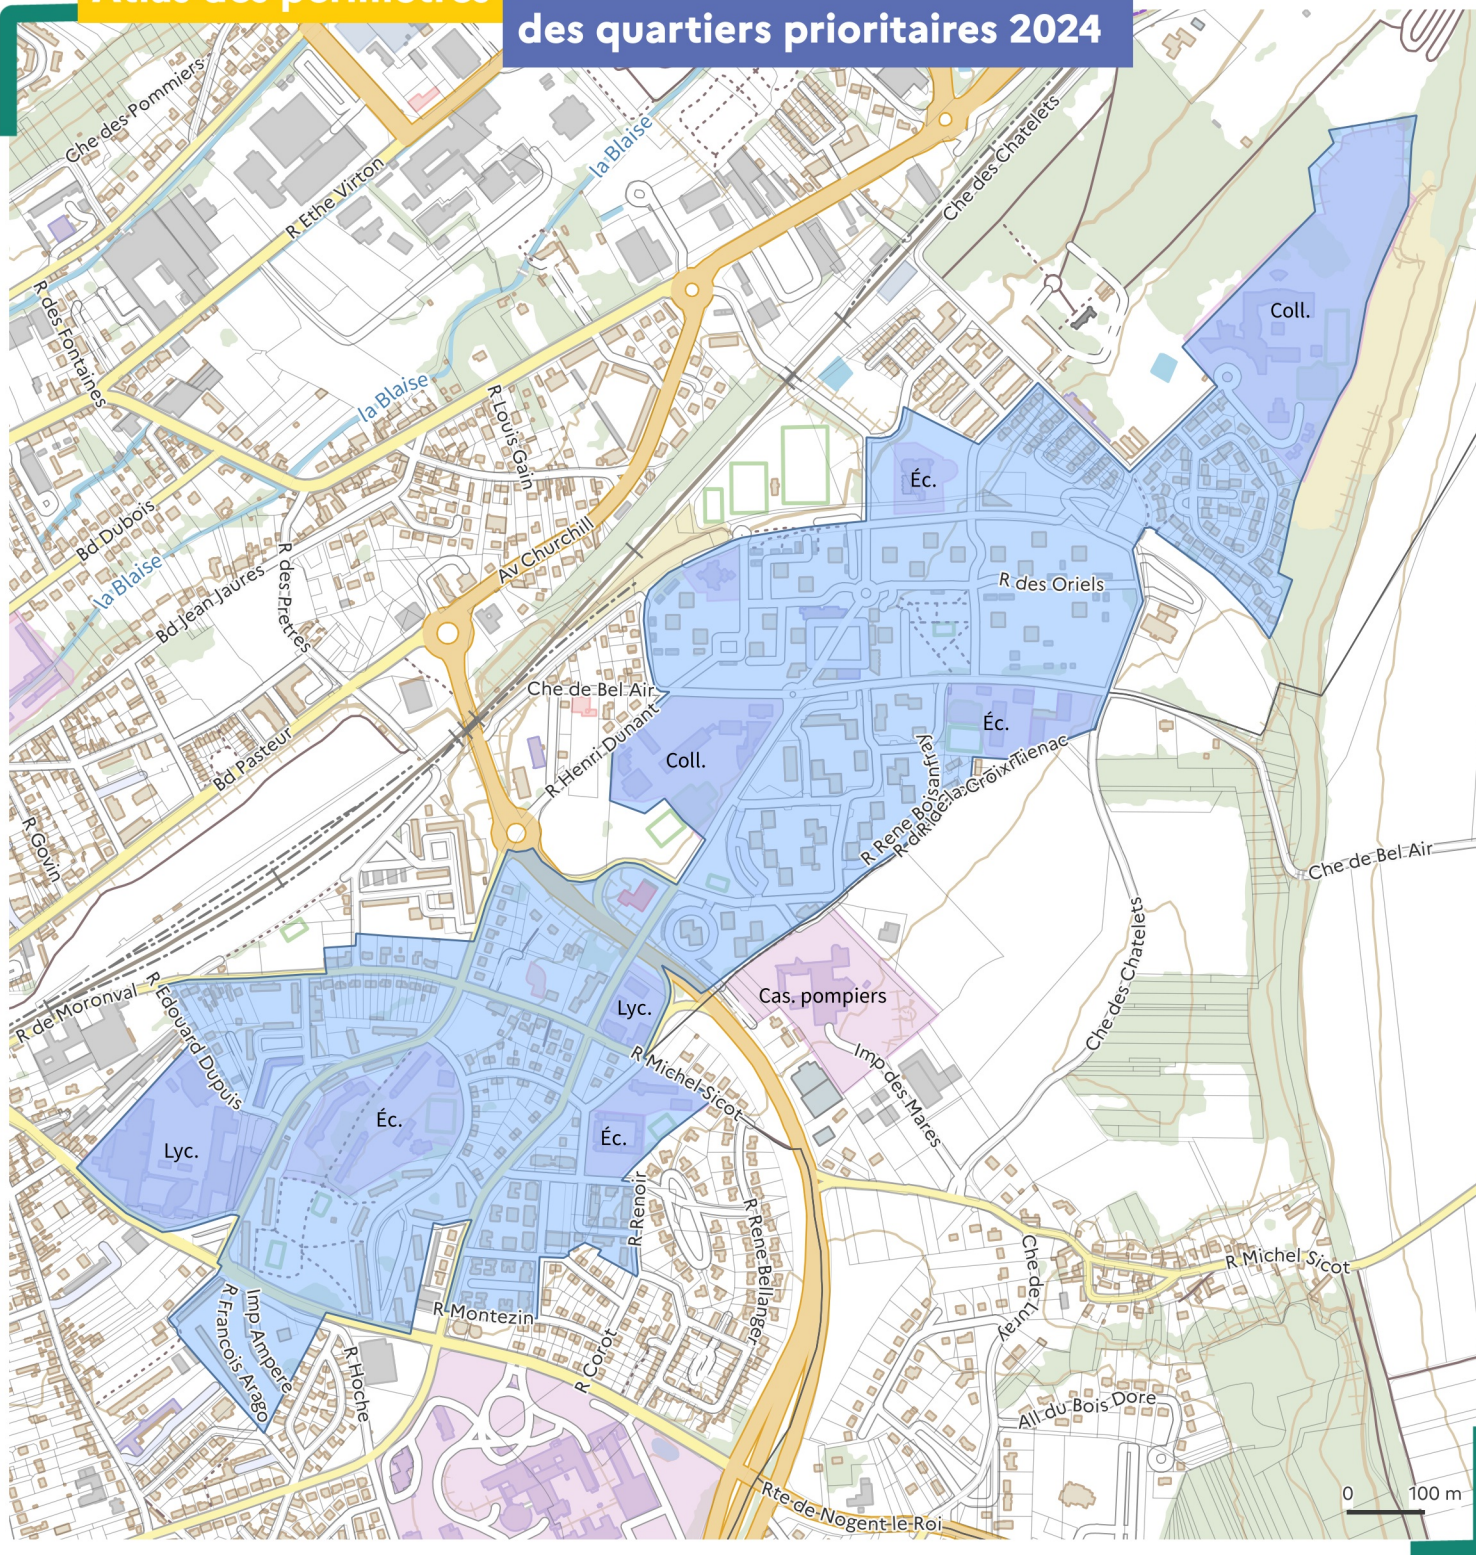 Atlas des périmètres
des quartiers prioritaires 2024
Che des Pommiers
la Blaise
Che des Chatelets
R Ethe Virton
R des Fontaines
Coll.
la Blaise
R Louis Gain
Éc.
Bd Dubois
Av Churchill
la Blaise
R des Pretres
Bd Jean Jaures
R des Oriels
Che de Bel Air
R Henri Dunant
Éc.
Coll.
Bd Pasteur
R Rene Boisanfray
R de la Croix Tienac
R Govin
Che de Bel Air
Che des Chatelets
R de Moronval
R Edouard Dupuis
Lyc.
Cas. pompiers
R Michel Sicot
Imp des Mares
Éc.
Éc.
Lyc.
R Renoir
R Rene Bellanger
Che de Luray
R Michel Sicot
R Francois Arago
Imp Ampere
R Montezin
R Hoche
R Corot
All du Bois Dore
Rte de Nogent le Roi
0 100 m